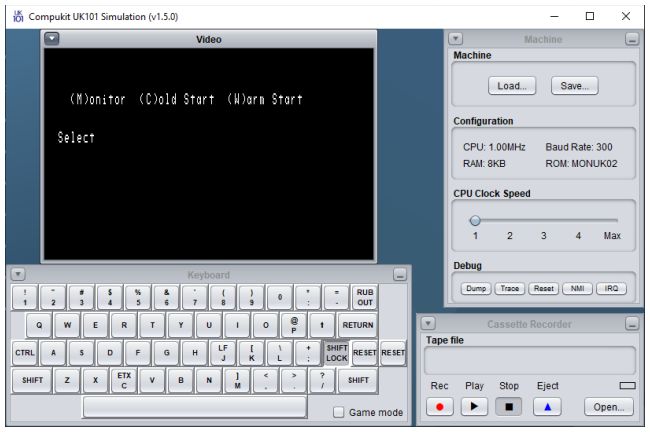 UK
101
Compukit UK101 Simulation (v1.5.0)
Video
(M)onitor (C)old Start (W)arm Start
Select
Machine
Machine
Load... Save...
Configuration
CPU: 1.00MHz Baud Rate: 300
RAM: 8KB ROM: MONUK02
CPU Clock Speed
1 2 3 4 Max
Debug
Dump Trace Reset NMI IRQ
Keyboard
! " # $ % & ' ( ) * = RUB
1 2 3 4 5 6 7 8 9 0 : - OUT
Q W E R T Y U I O @ P ↑ RETURN
CTRL A S D F G H LF J [ K \ L + ; SHIFT LOCK RESET RESET
SHIFT Z X ETX C V B N ] M < , > . ? / SHIFT
Game mode
Cassette Recorder
Tape file
Rec Play Stop Eject
Open...